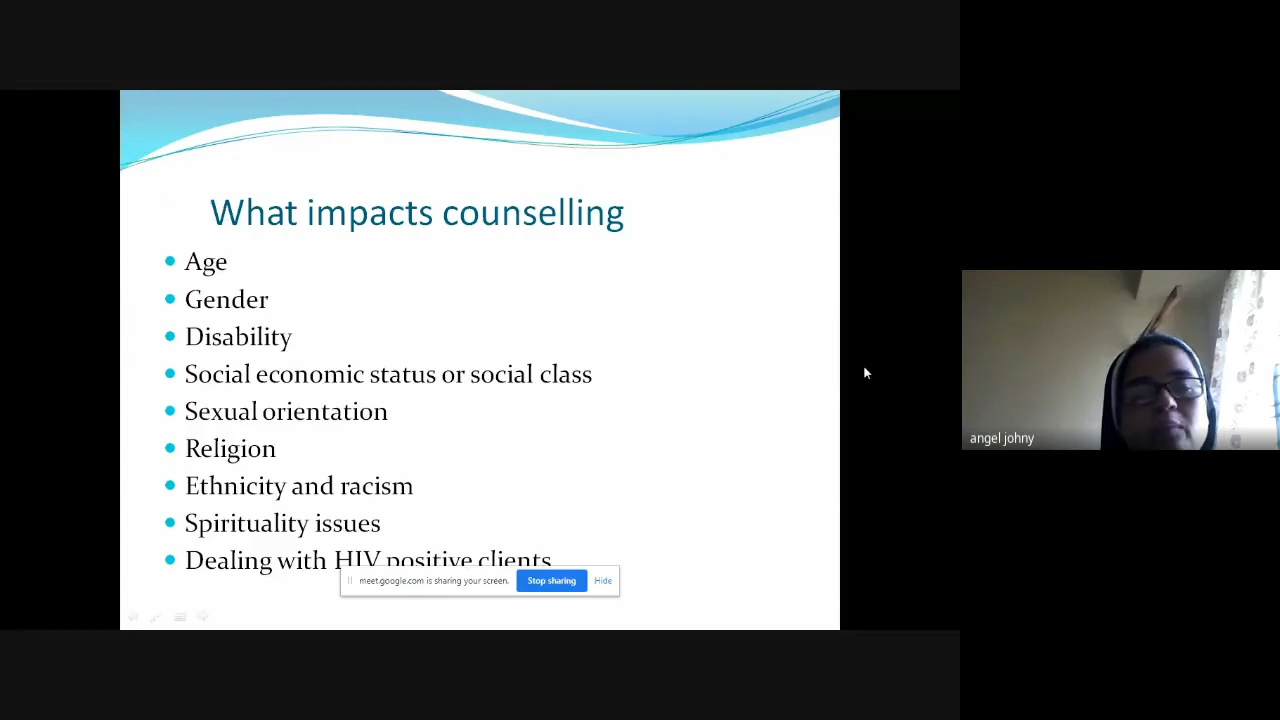 What impacts counselling
Age
Gender
Disability
Social economic status or social class
Sexual orientation
Religion
Ethnicity and racism
Spirituality issues
Dealing with HIV positive clients
meet.google.com is sharing your screen. Stop sharing Hide
angel johny